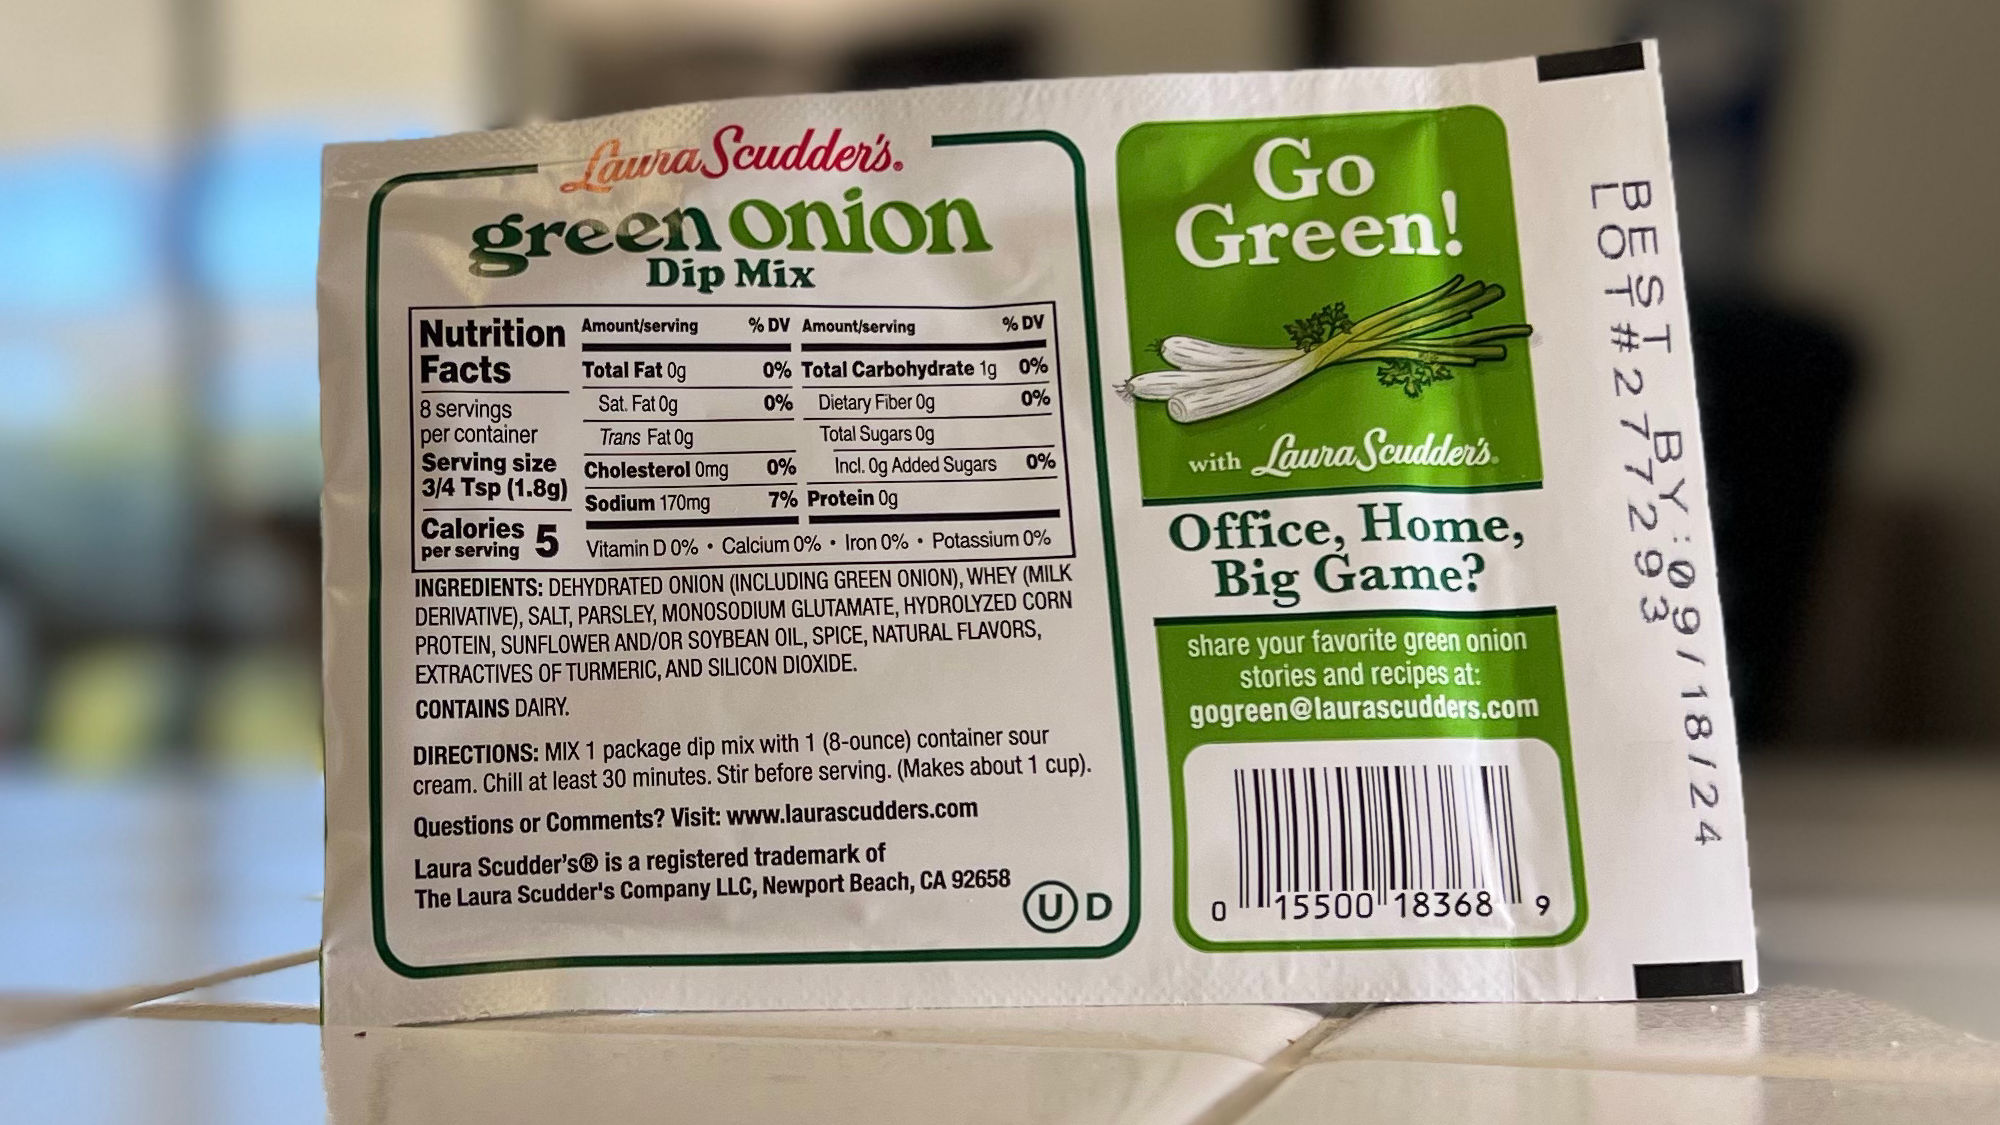 Laura Scudder's®
green onion
Dip Mix
Nutrition
Facts
8 servings
per container
Serving size
3/4 Tsp (1.8g)
Calories
per serving 5
Amount/serving % DV
Total Fat 0g 0%
Sat. Fat 0g 0%
Trans Fat 0g
Cholesterol 0mg 0%
Sodium 170mg 7%
Amount/serving % DV
Total Carbohydrate 1g 0%
Dietary Fiber 0g 0%
Total Sugars 0g
Incl. 0g Added Sugars 0%
Protein 0g
Vitamin D 0% • Calcium 0% • Iron 0% • Potassium 0%
INGREDIENTS: DEHYDRATED ONION (INCLUDING GREEN ONION), WHEY (MILK
DERIVATIVE), SALT, PARSLEY, MONOSODIUM GLUTAMATE, HYDROLYZED CORN
PROTEIN, SUNFLOWER AND/OR SOYBEAN OIL, SPICE, NATURAL FLAVORS,
EXTRACTIVES OF TURMERIC, AND SILICON DIOXIDE.
CONTAINS DAIRY.
DIRECTIONS: MIX 1 package dip mix with 1 (8-ounce) container sour
cream. Chill at least 30 minutes. Stir before serving. (Makes about 1 cup).
Questions or Comments? Visit: www.laurascudders.com
Laura Scudder's® is a registered trademark of
The Laura Scudder's Company LLC, Newport Beach, CA 92658
U D
Go
Green!
with Laura Scudder's®
Office, Home,
Big Game?
share your favorite green onion
stories and recipes at:
gogreen@laurascudders.com
0 15500 18368 9
BEST BY:09/18/24
LOT#277293